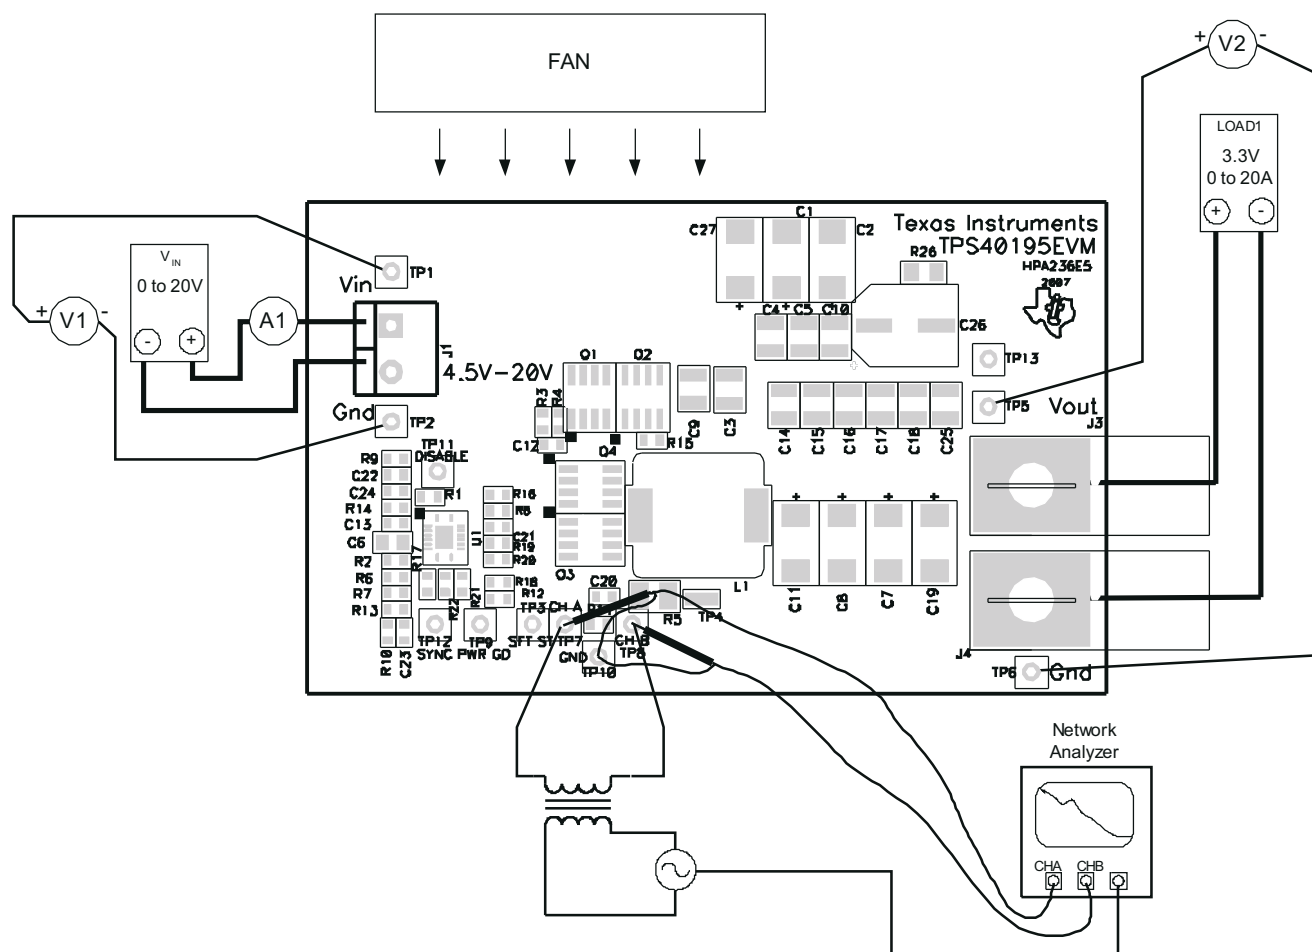 FAN
+ V2 -
LOAD1
3.3V
0 to 20A
+ -
V IN
0 to 20V
- +
+ V1 -
A1
Vin
TP1
J1
4.5V-20V
Gnd
TP2
C27
C1
C2
Texas Instruments
TPS40195EVM
HPA236E5
2007
R26
+ + +
C4 C5 C10
C26
TP13
TP5
Vout
J3
Q1 Q2
R3
R4
C12
Q4
R15
C9
C3
C14
C15
C16
C17
C18
C25
TP11
DISABLE
R9
C22
C24
R14
C13
C6
R2
R6
R7
R13
R1
R17
U1
R16
R8
C21
R19
R20
R18
R12
Q3
L1
+ + + +
C11
C8
C7
C19
C20
R5
TP4
R22
R21
TP3
CH A
R10
C23
TP12
SYNC
TP9
PWR GD
SFT ST
TP7
GND
TP10
CH B
TP8
J4
TP6
Gnd
Network
Analyzer
CHA CHB